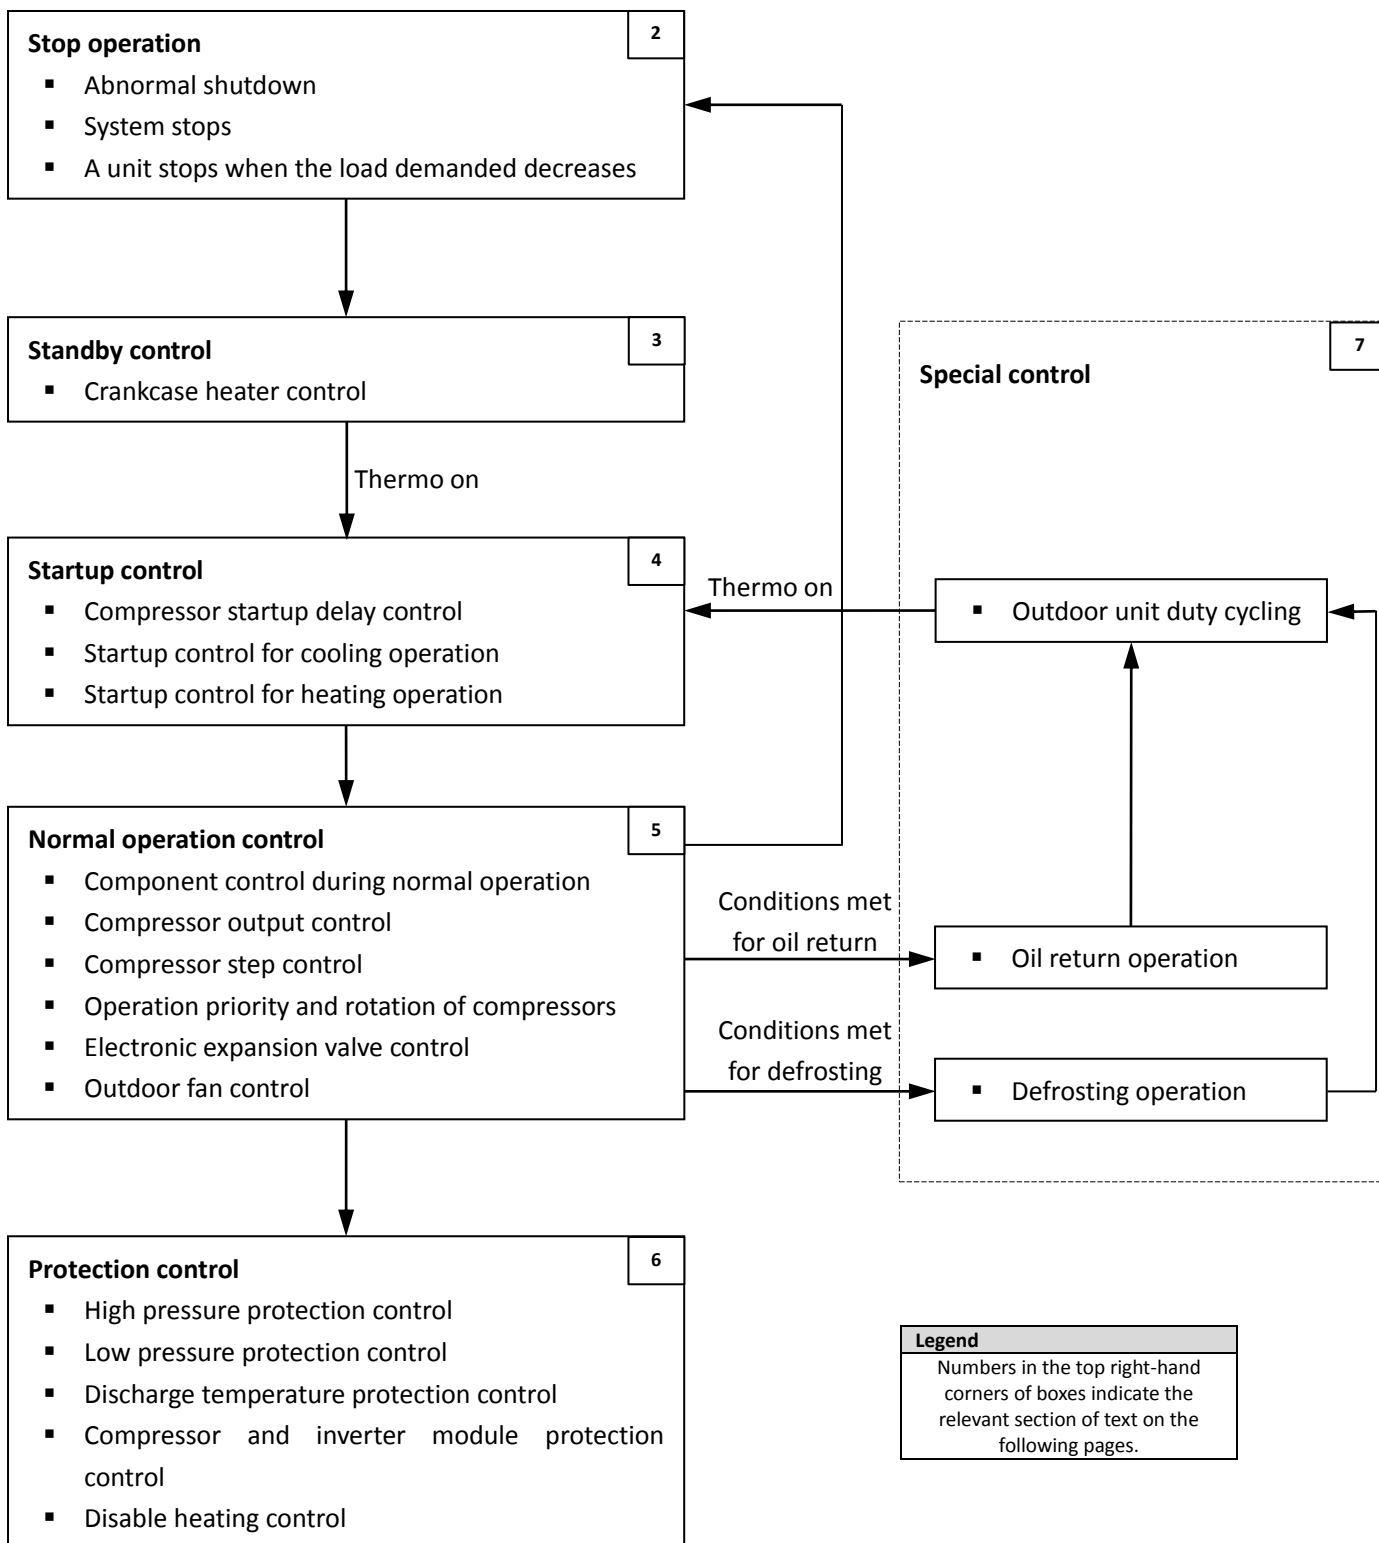 2
Stop operation
▪ Abnormal shutdown
▪ System stops
▪ A unit stops when the load demanded decreases
3
Standby control
▪ Crankcase heater control
Thermo on
4
Startup control
▪ Compressor startup delay control
▪ Startup control for cooling operation
▪ Startup control for heating operation
5
Normal operation control
▪ Component control during normal operation
▪ Compressor output control
▪ Compressor step control
▪ Operation priority and rotation of compressors
▪ Electronic expansion valve control
▪ Outdoor fan control
Conditions met
for oil return
Conditions met
for defrosting
7
Special control
Thermo on
▪ Outdoor unit duty cycling
▪ Oil return operation
▪ Defrosting operation
6
Protection control
▪ High pressure protection control
▪ Low pressure protection control
▪ Discharge temperature protection control
▪ Compressor and inverter module protection
control
▪ Disable heating control
Legend
Numbers in the top right-hand
corners of boxes indicate the
relevant section of text on the
following pages.